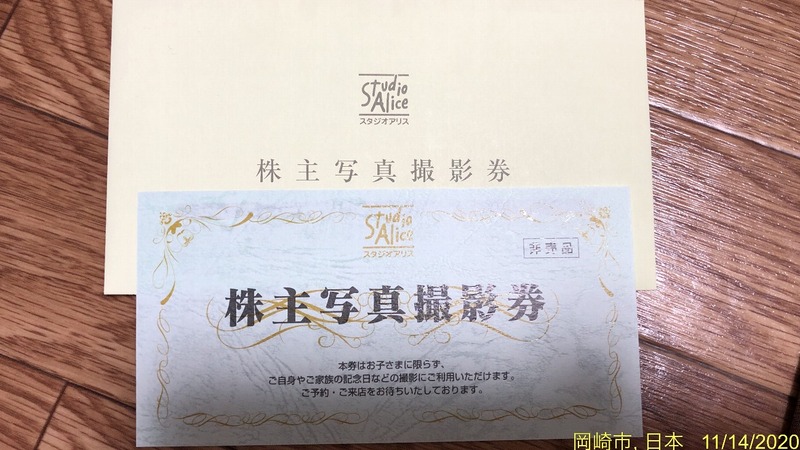 Studio
Alice
スタジオアリス
株主写真撮影券
Studio
Alice
スタジオアリス
非売品
株主写真撮影券
本券はお子さまに限らず、
ご自身やご家族の記念日などの撮影にご利用いただけます。
ご予約・ご来店をお待ちいたしております。
岡崎市, 日本 11/14/2020